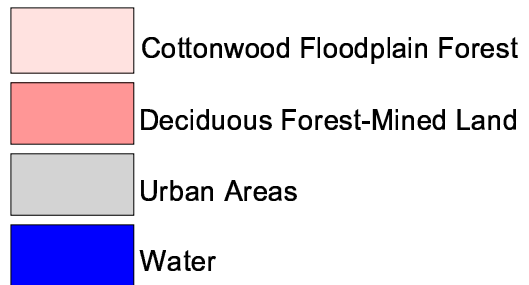 Cottonwood Floodplain Forest
Deciduous Forest-Mined Land
Urban Areas
Water